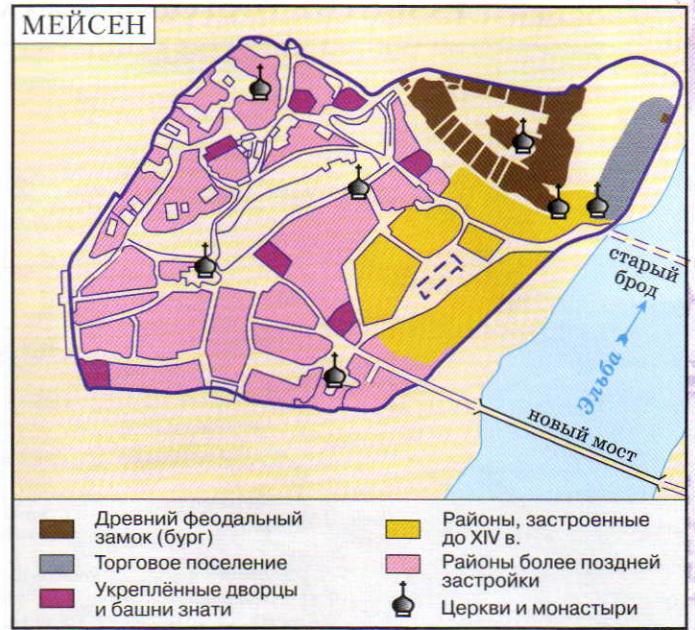 МЕЙСЕН
старый
брод
Эльба
новый мост
Древний феодальный
замок (бург)
Торговое поселение
Укреплённые дворцы
и башни знати
Районы, застроенные
до XIV в.
Районы более поздней
застройки
Церкви и монастыри